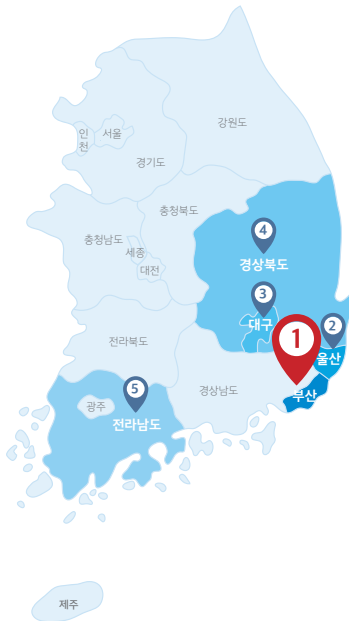 강원도
인천
서울
경기도
충청북도
4
경상북도
충청남도
세종
대전
3
대구
2
울산
1
부산
전라북도
경상남도
5
광주
전라남도
제주